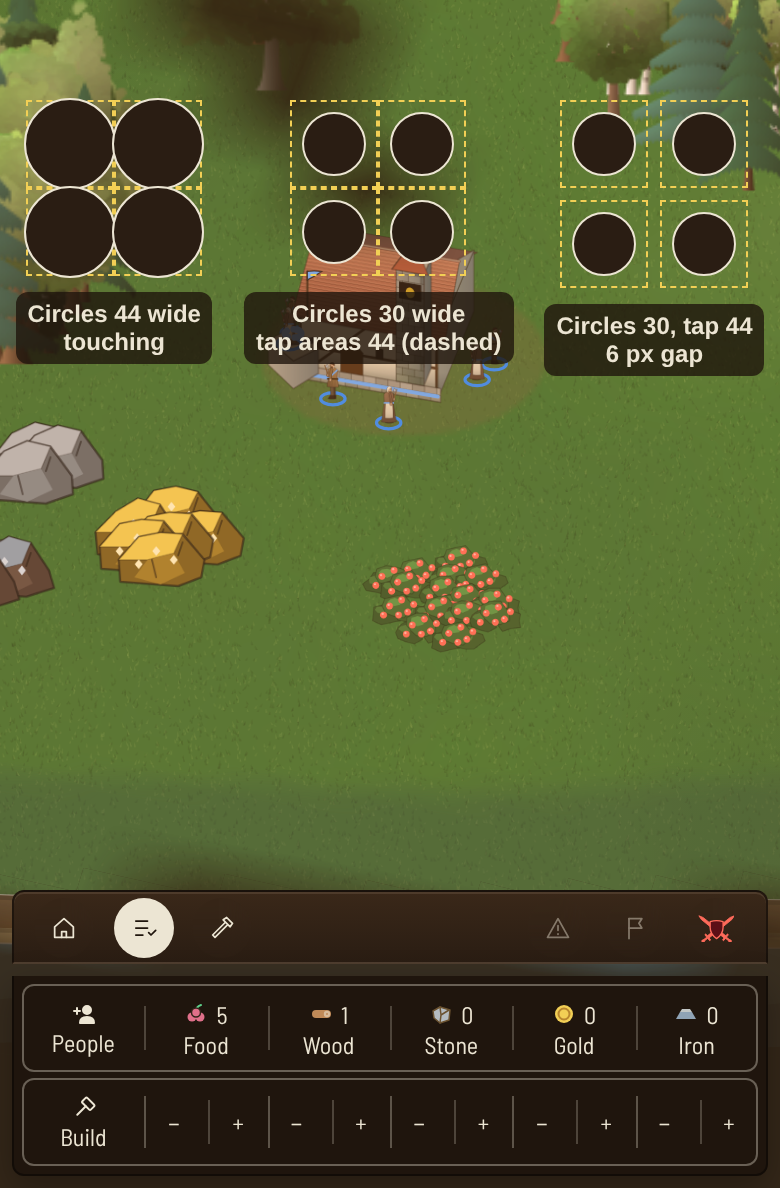 Circles 44 wide
touching
Circles 30 wide
tap areas 44 (dashed)
Circles 30, tap 44
6 px gap
5 1 0 0 0
People Food Wood Stone Gold Iron
Build - + - + - + - + - +